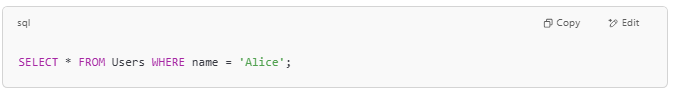 sql Copy Edit
SELECT * FROM Users WHERE name = 'Alice';